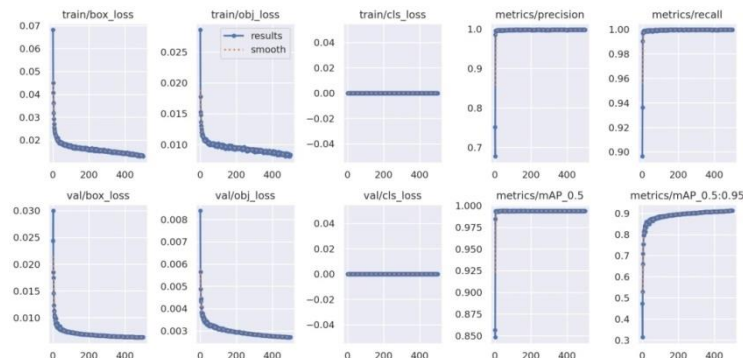 train/box_loss
train/obj_loss
train/cls_loss
metrics/precision
metrics/recall
0.07
0.06
0.05
0.04
0.03
0.02
0 200 400
0.025
0.020
0.015
0.010
results
smooth
0 200 400
0.04
0.02
0.00
−0.02
−0.04
0 200 400
1.0
0.9
0.8
0.7
0 200 400
1.00
0.98
0.96
0.94
0.92
0.90
0 200 400
val/box_loss
val/obj_loss
val/cls_loss
metrics/mAP_0.5
metrics/mAP_0.5:0.95
0.030
0.025
0.020
0.015
0.010
0 200 400
0.008
0.007
0.006
0.005
0.004
0.003
0 200 400
0.04
0.02
0.00
−0.02
−0.04
0 200 400
1.000
0.975
0.950
0.925
0.900
0.875
0.850
0 200 400
0.9
0.8
0.7
0.6
0.5
0.4
0.3
0 200 400